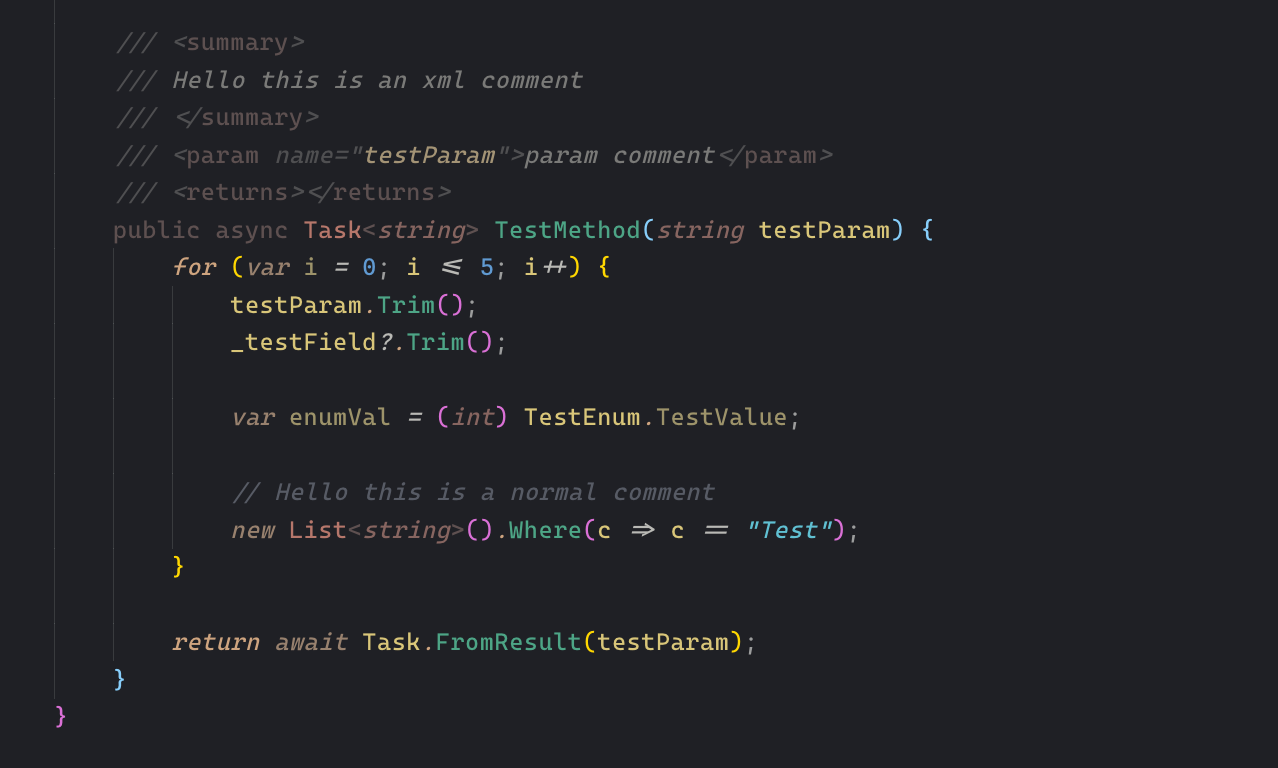 /// <summary>
/// Hello this is an xml comment
/// </summary>
/// <param name="testParam">param comment</param>
/// <returns></returns>
public async Task<string> TestMethod(string testParam) {
for (var i = 0; i <= 5; i++) {
testParam.Trim();
_testField?.Trim();
var enumVal = (int) TestEnum.TestValue;
// Hello this is a normal comment
new List<string>().Where(c => c == "Test");
}
return await Task.FromResult(testParam);
}
}